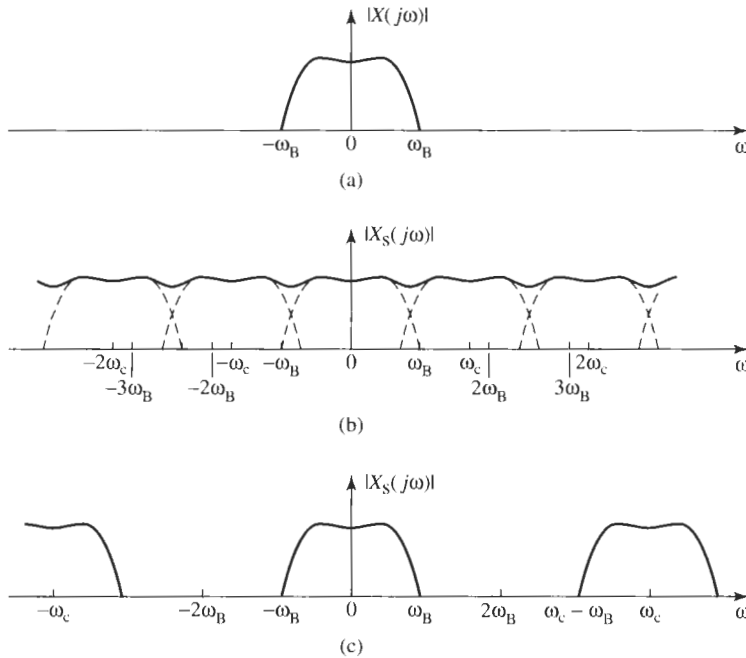 |X(jω)|
−ω_B 0 ω_B ω
(a)
|X_S(jω)|
−2ω_c −ω_c −ω_B 0 ω_B ω_c 2ω_c ω
−3ω_B −2ω_B 2ω_B 3ω_B
(b)
|X_S(jω)|
−ω_c −2ω_B −ω_B 0 ω_B 2ω_B ω_c − ω_B ω_c ω
(c)